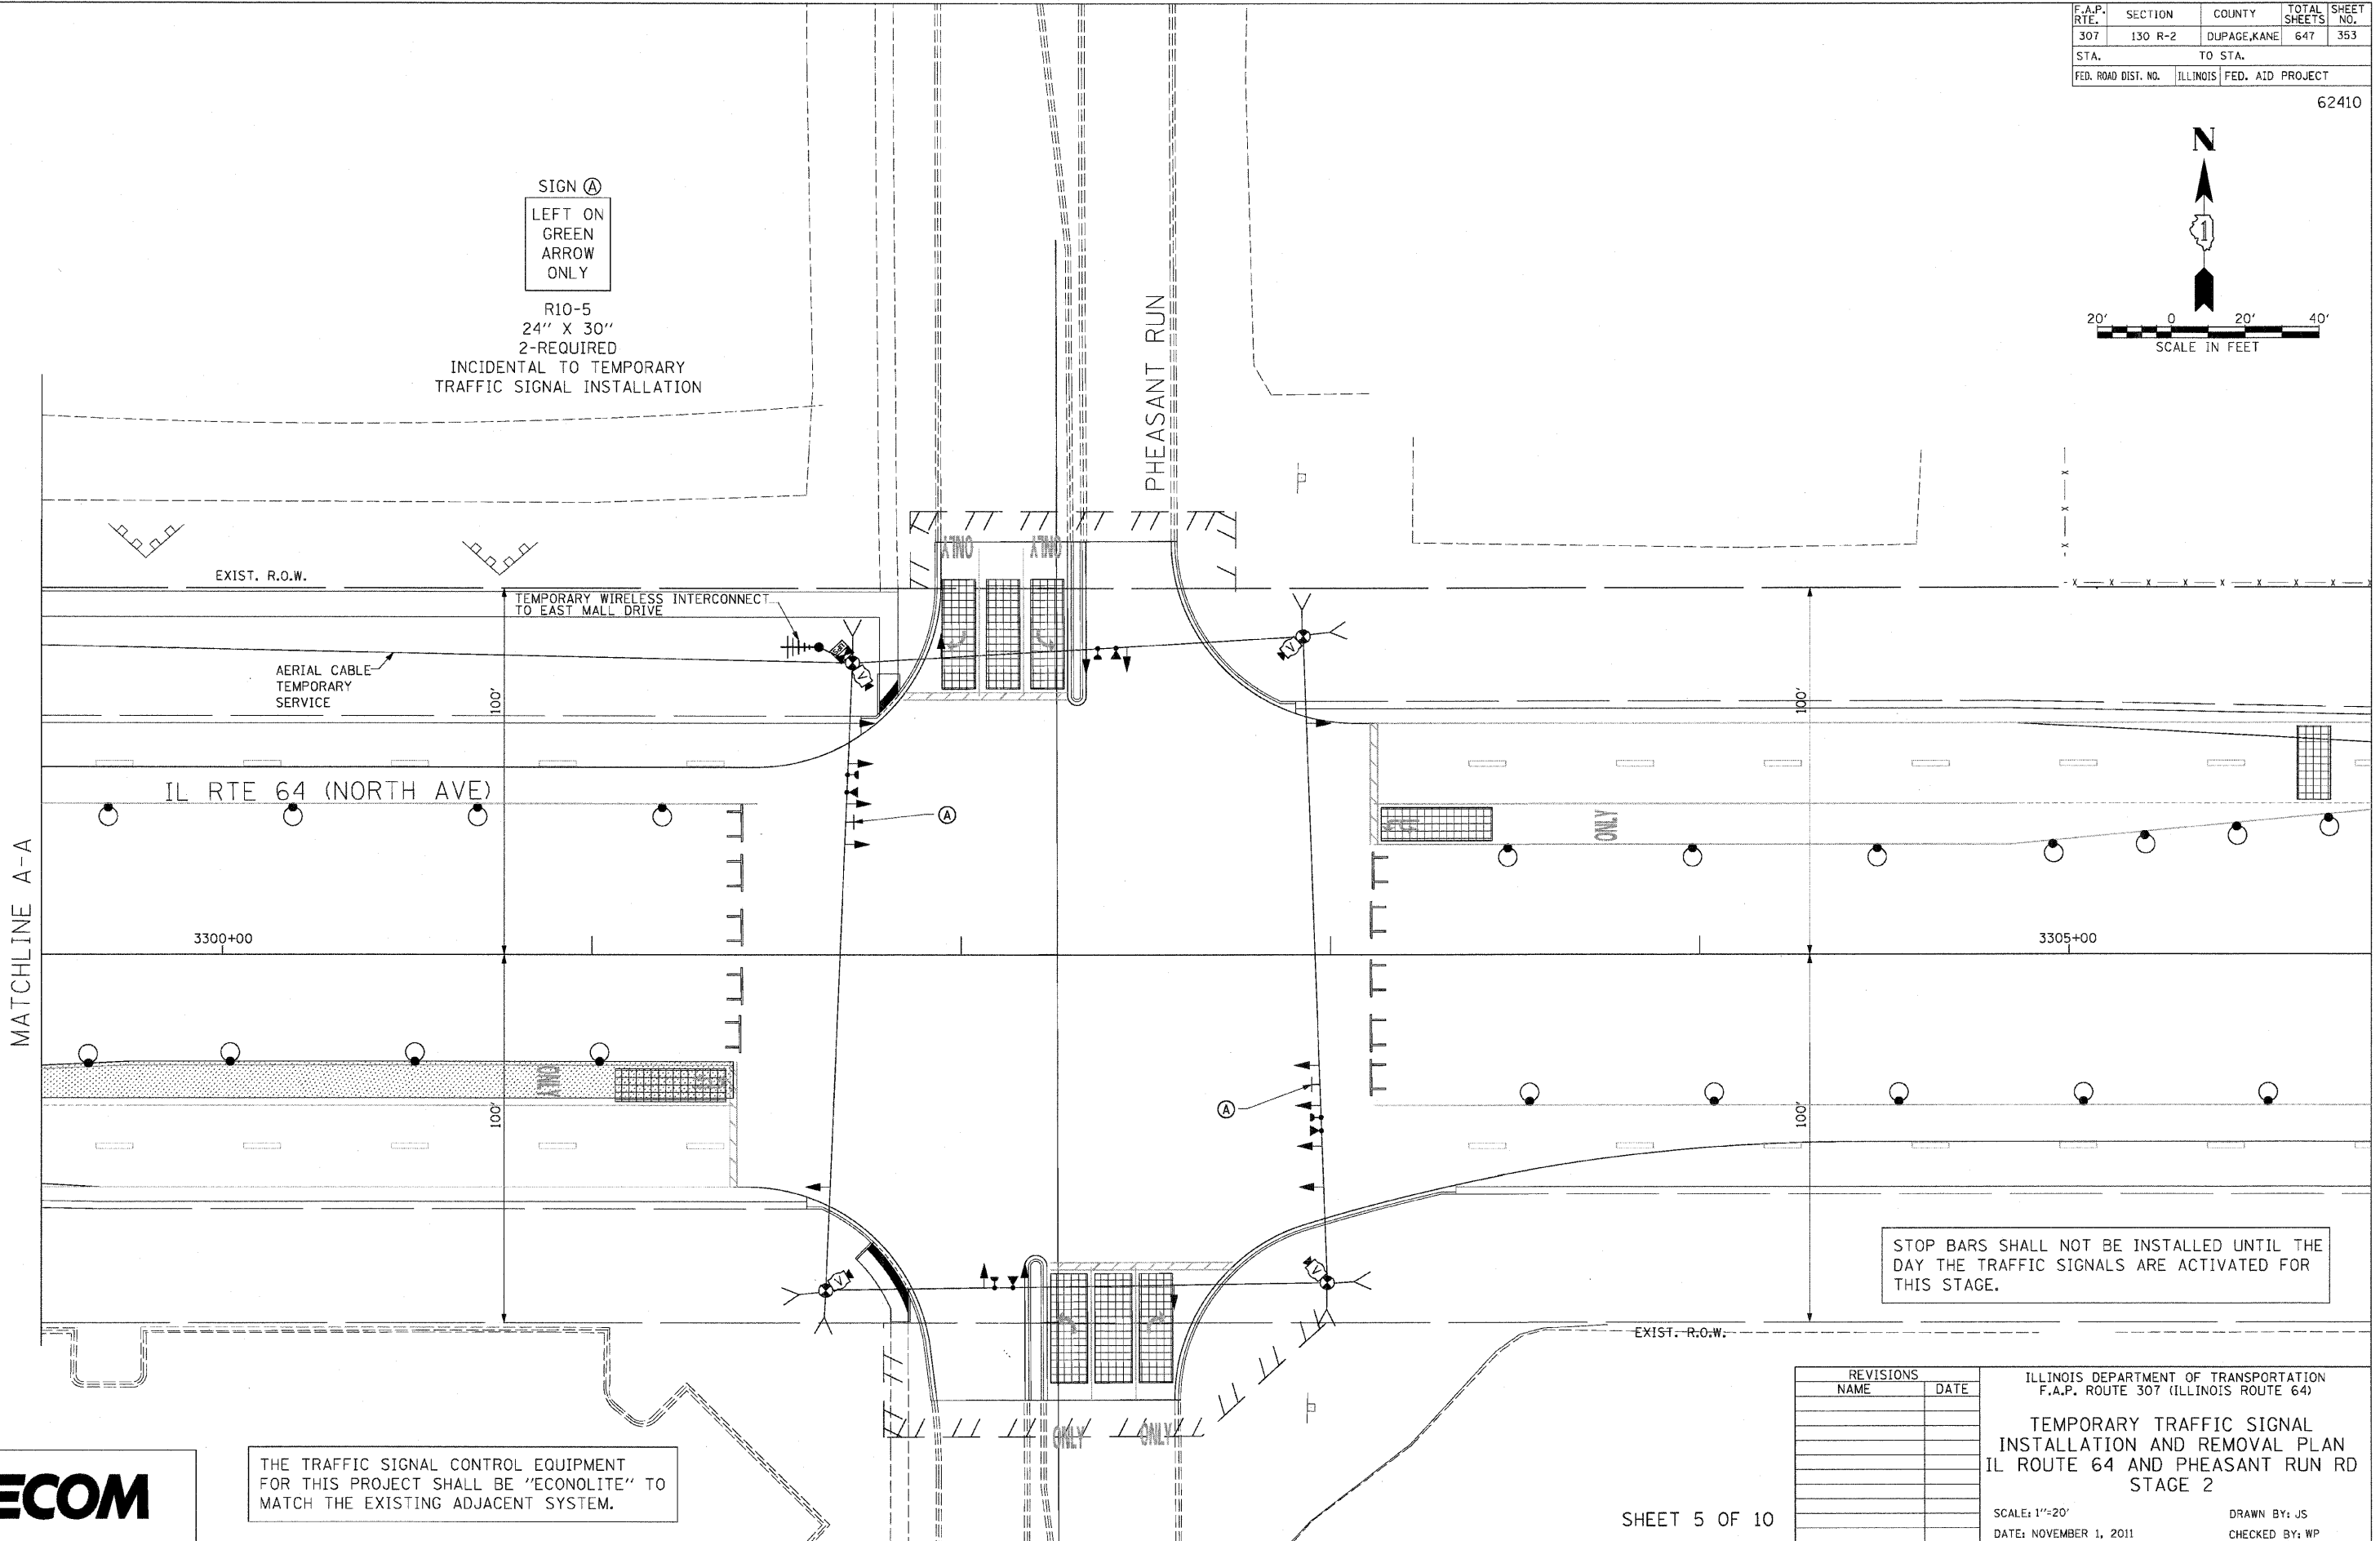 F.A.P. RTE. SECTION COUNTY TOTAL SHEETS SHEET NO.
307 130 R-2 DUPAGE,KANE 647 353
STA. TO STA.
FED. ROAD DIST. NO. ILLINOIS FED. AID PROJECT
62410
N
1
20' 0 20' 40'
SCALE IN FEET
SIGN Ⓐ
LEFT ON
GREEN
ARROW
ONLY
R10-5
24" X 30"
2-REQUIRED
INCIDENTAL TO TEMPORARY
TRAFFIC SIGNAL INSTALLATION
PHEASANT RUN
P
ONLY
ONLY
EXIST. R.O.W.
TEMPORARY WIRELESS INTERCONNECT
TO EAST MALL DRIVE
AERIAL CABLE
TEMPORARY
SERVICE
100'
100'
V
V
IL RTE 64 (NORTH AVE)
A
ONLY
MATCHLINE A-A
3300+00
3305+00
ONLY
100'
100'
A
V
V
STOP BARS SHALL NOT BE INSTALLED UNTIL THE
DAY THE TRAFFIC SIGNALS ARE ACTIVATED FOR
THIS STAGE.
EXIST. R.O.W.
ONLY
ONLY
ECOM
THE TRAFFIC SIGNAL CONTROL EQUIPMENT
FOR THIS PROJECT SHALL BE "ECONOLITE" TO
MATCH THE EXISTING ADJACENT SYSTEM.
SHEET 5 OF 10
REVISIONS
NAME DATE
ILLINOIS DEPARTMENT OF TRANSPORTATION
F.A.P. ROUTE 307 (ILLINOIS ROUTE 64)
TEMPORARY TRAFFIC SIGNAL
INSTALLATION AND REMOVAL PLAN
IL ROUTE 64 AND PHEASANT RUN RD
STAGE 2
SCALE: 1"=20'
DRAWN BY: JS
DATE: NOVEMBER 1, 2011
CHECKED BY: WP